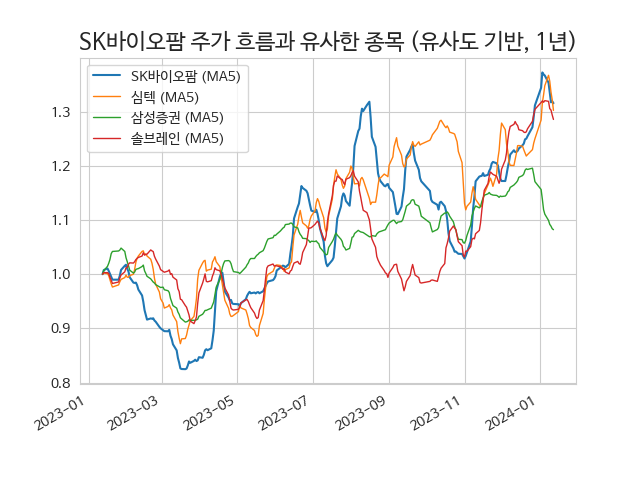 SK바이오팜 주가 흐름과 유사한 종목 (유사도 기반, 1년)
SK바이오팜 (MA5)
심텍 (MA5)
삼성증권 (MA5)
솔브레인 (MA5)
1.3
1.2
1.1
1.0
0.9
0.8
2023-01
2023-03
2023-05
2023-07
2023-09
2023-11
2024-01